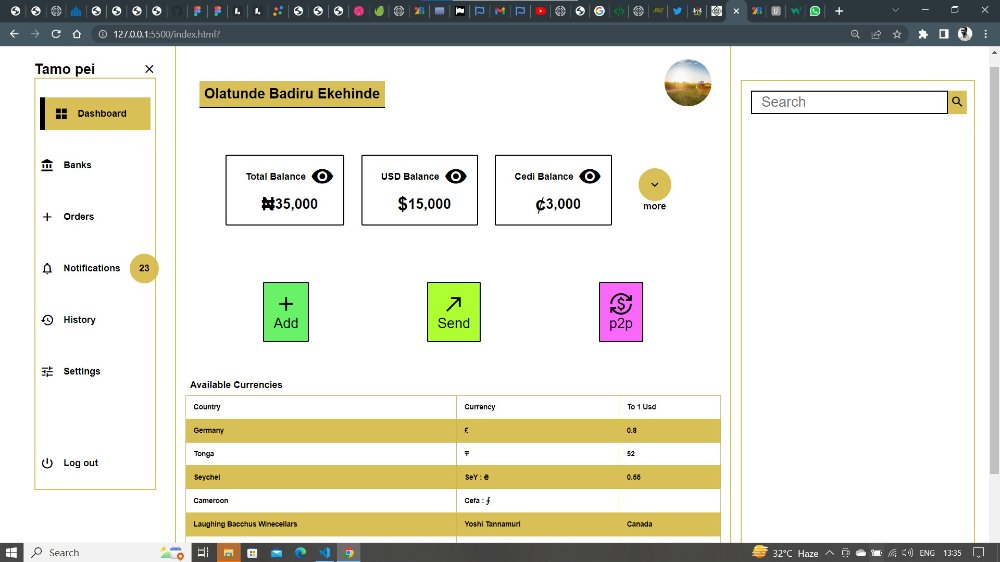 127.0.0.1:5500/index.html?
Tamo pei
Olatunde Badiru Ekehinde
Search
Dashboard
Banks
Orders
Notifications 23
History
Settings
Log out
Total Balance
₦35,000
USD Balance
$15,000
Cedi Balance
₵3,000
more
Add
Send
p2p
Available Currencies
Country Currency To 1 Usd
Germany £ 0.8
Tonga 52
Seychel SeY : 0.55
Cameroon Cefa :
Laughing Bacchus Winecellars Yoshi Tannamuri Canada
Search
32°C Haze
ENG
13:35